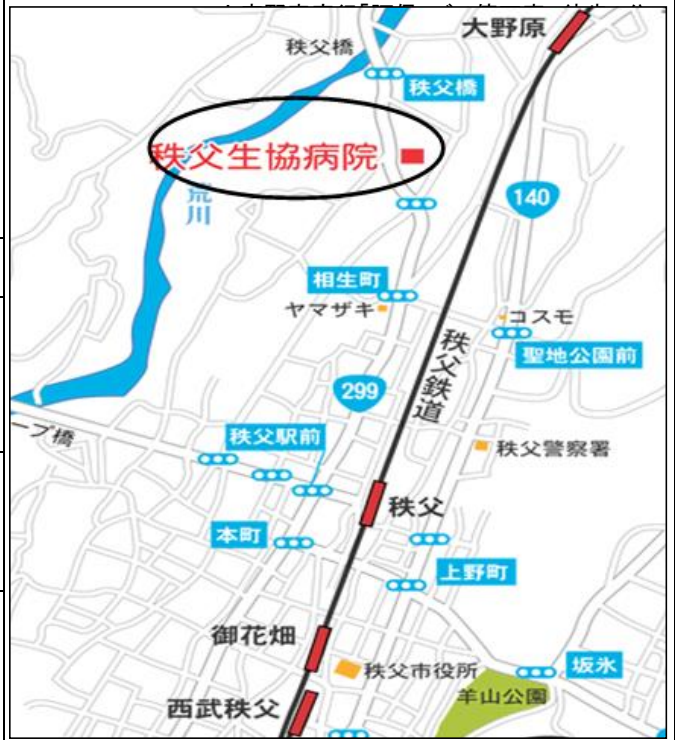 大野原
秩父橋
秩父橋
秩父生協病院
荒川
140
相生町
ヤマザキ
コスモ
聖地公園前
秩父鉄道
299
秩父駅前
ープ橋
秩父警察署
秩父
本町
上野町
御花畑
秩父市役所
坂氷
羊山公園
西武秩父